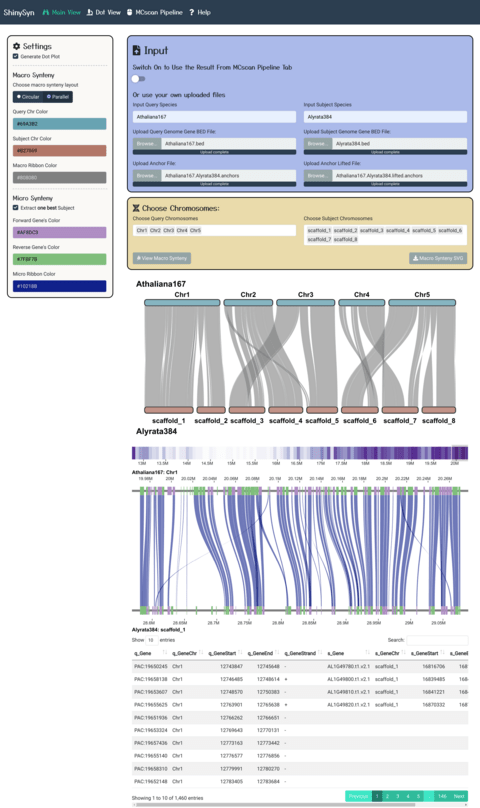 ShinySyn Main View Dot View MCscan Pipeline ? Help
Settings
Generate Dot Plot
Macro Synteny
Choose macro synteny layout
Circular Parallel
Query Chr Color
Subject Chr Color
Macro Ribbon Color
Micro Synteny
Extract one best Subject
Forward Gene's Color
#AF8DC3
Reverse Gene's Color
#7FBF7B
Micro Ribbon Color
#10218B
Input
Switch On to Use the Result From MCscan Pipeline Tab
Or use your own uploaded files
Input Query Species
Input Subject Species
Athaliana167
Alyrata384
Upload Query Genome Gene BED File:
Upload Subject Genome Gene BED File:
Browse... Athaliana167.bed
Browse... Alyrata384.bed
Upload complete
Upload complete
Upload Anchor File:
Upload Anchor Lifted File:
Browse... Athaliana167.Alyrata384.anchors
Browse... Athaliana167.Alyrata384.lifted.anchors
Upload complete
Upload complete
Choose Chromosomes:
Choose Query Chromosomes
Choose Subject Chromosomes
Chr1 Chr2 Chr3 Chr4 Chr5
scaffold_1 scaffold_2 scaffold_3 scaffold_4 scaffold_5 scaffold_6
scaffold_7 scaffold_8
View Macro Synteny
Macro Synteny SVG
Athaliana167
Chr1 Chr2 Chr3 Chr4 Chr5
scaffold_1 scaffold_2 scaffold_3 scaffold_4 scaffold_5 scaffold_6 scaffold_7 scaffold_8
Alyrata384
13M 13.5M 14M 14.5M 15M 15.5M 16M 16.5M 17M 17.5M 18M 18.5M 19M 19.5M 20M
Athaliana167: Chr1
19.98M 20M 20.02M 20.04M 20.06M 20.08M 20.1M 20.12M 20.14M 20.16M 20.18M 20.2M 20.22M 20.24M 20.26M
28.6M 28.65M 28.7M 28.75M 28.8M 28.85M 28.9M 28.95M 29M 29.05M
Alyrata384: scaffold_1
Show 10 entries Search:
q_Gene q_GeneChr q_GeneStart q_GeneEnd q_GeneStrand s_Gene s_GeneChr s_GeneStart
PAC:19650245 Chr1 12743847 12745648 - AL1G49780.t1.v2.1 scaffold_1 16816706 168
PAC:19658138 Chr1 12746485 12748614 + AL1G49800.t1.v2.1 scaffold_1 16839485 168
PAC:19653607 Chr1 12748570 12750383 - AL1G49810.t1.v2.1 scaffold_1 16841221 168
PAC:19655625 Chr1 12763901 12765638 + AL1G49820.t1.v2.1 scaffold_1 16870332 168
PAC:19651936 Chr1 12766262 12766651 -
PAC:19653324 Chr1 12769643 12770131 -
PAC:19657436 Chr1 12773163 12773442 -
PAC:19655140 Chr1 12776577 12776856 -
PAC:19658310 Chr1 12779991 12780270 -
PAC:19652148 Chr1 12783405 12783684 -
Showing 1 to 10 of 1,460 entries
Previous 1 2 3 4 5 … 146 Next